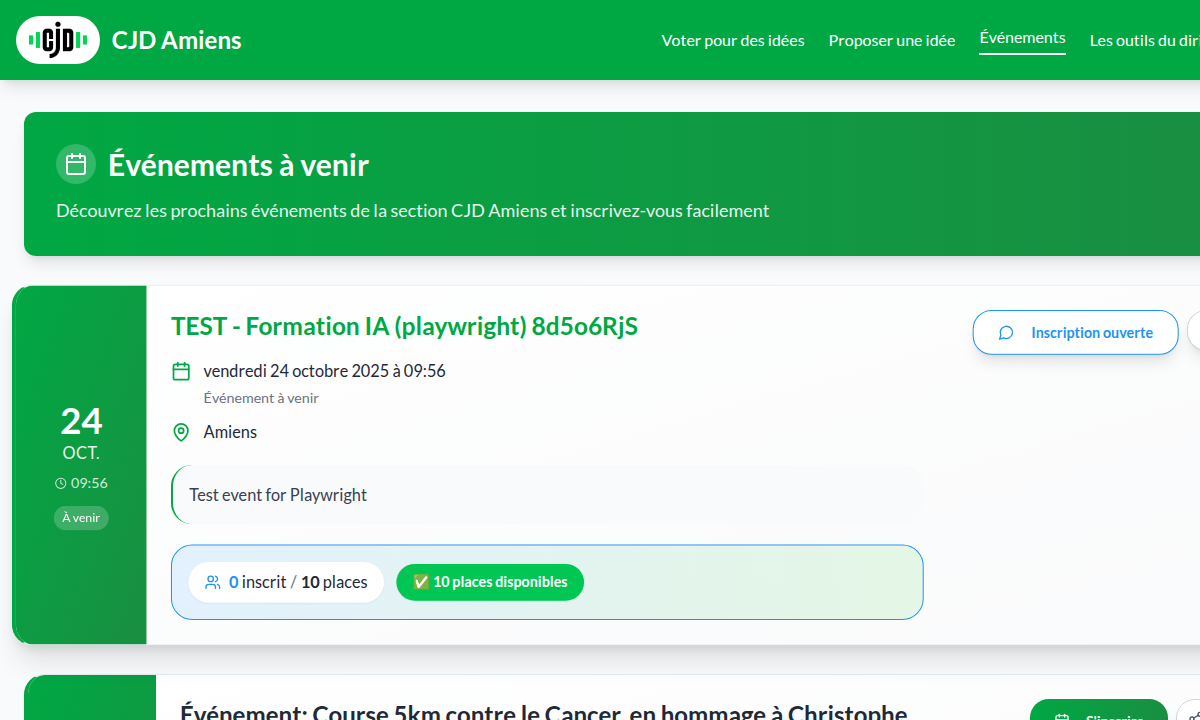 cjd
CJD Amiens
Voter pour des idées
Proposer une idée
Événements
Les outils du
Événements à venir
Découvrez les prochains événements de la section CJD Amiens et inscrivez-vous facilement
24
OCT.
09:56
À venir
TEST - Formation IA (playwright) 8d5o6RjS
Inscription ouverte
vendredi 24 octobre 2025 à 09:56
Événement à venir
Amiens
Test event for Playwright
0 inscrit / 10 places
✅ 10 places disponibles
Événement: Course 5km contre le Cancer, en hommage à Christophe
S'inscrire